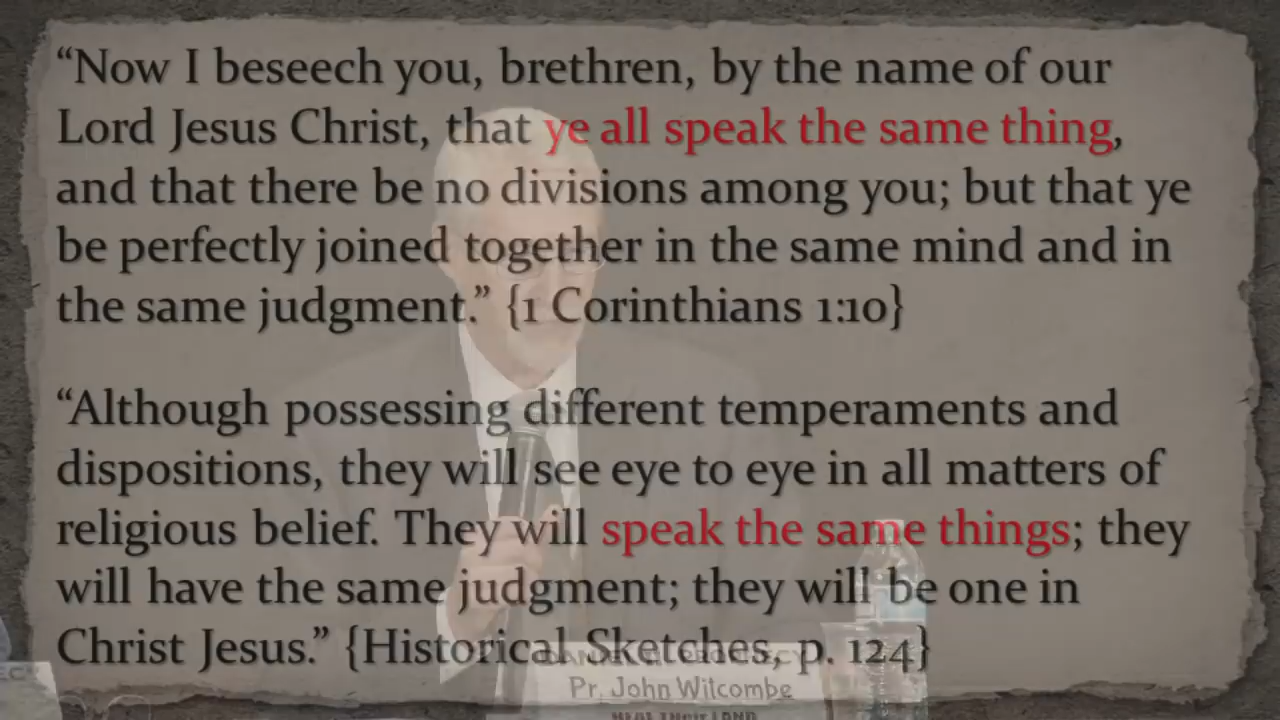 “Now I beseech you, brethren, by the name of our
Lord Jesus Christ, that ye all speak the same thing,
and that there be no divisions among you; but that ye
be perfectly joined together in the same mind and in
the same judgment.” {1 Corinthians 1:10}
“Although possessing different temperaments and
dispositions, they will see eye to eye in all matters of
religious belief. They will speak the same things; they
will have the same judgment; they will be one in
Christ Jesus.” {Historical Sketches, p. 124}
Pr. John Witcombe